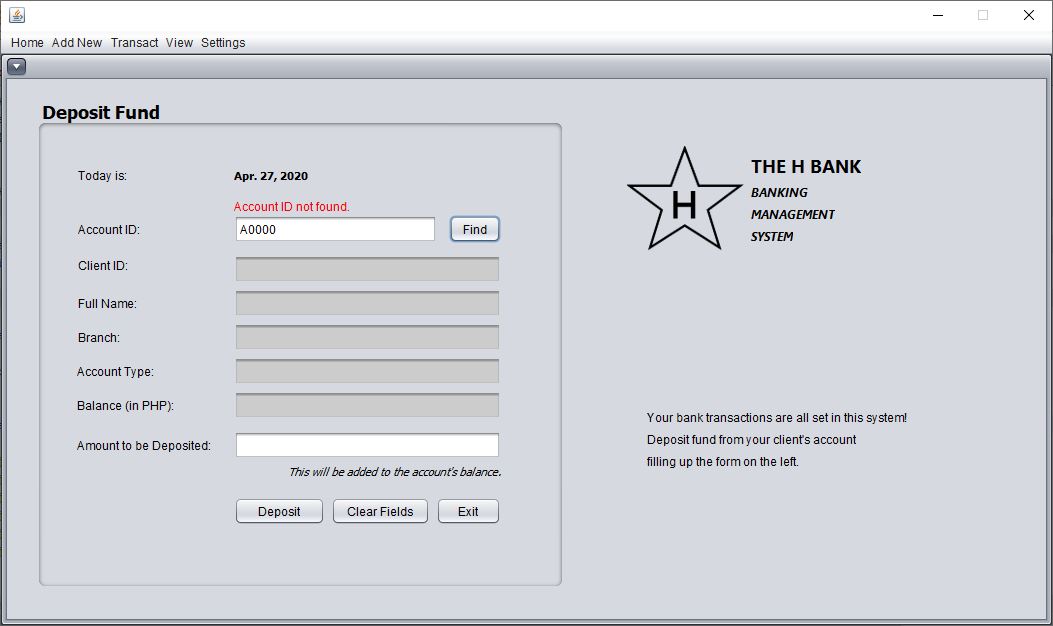 Home Add New Transact View Settings
Deposit Fund
Today is: Apr. 27, 2020
Account ID not found.
Account ID: A0000 Find
Client ID:
Full Name:
Branch:
Account Type:
Balance (in PHP):
Amount to be Deposited:
This will be added to the account's balance.
Deposit Clear Fields Exit
H
THE H BANK
BANKING
MANAGEMENT
SYSTEM
Your bank transactions are all set in this system!
Deposit fund from your client's account
filling up the form on the left.